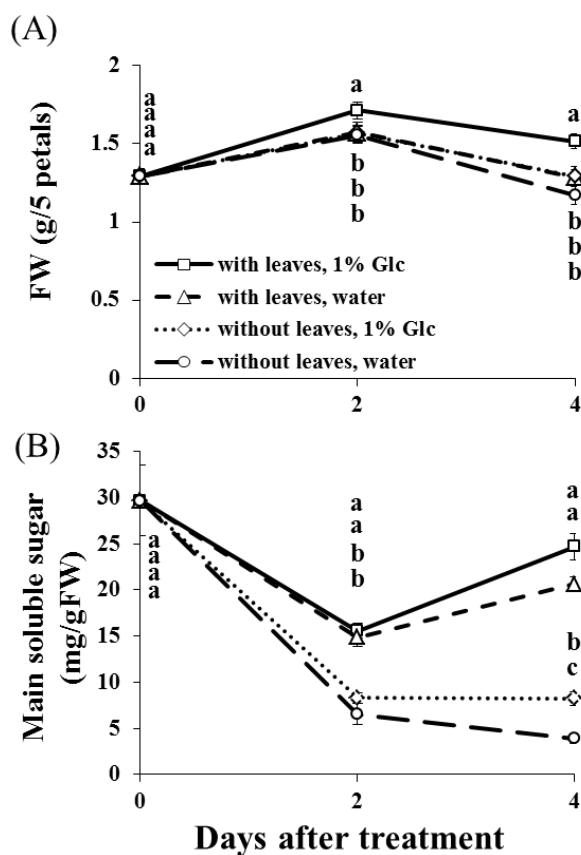 (A)
FW (g/5 petals)
2
1.5
1
0.5
0
a
a
a
a
a
b
b
b
a
b
b
b
with leaves, 1% Glc
with leaves, water
without leaves, 1% Glc
without leaves, water
0
2
4
(B)
Main soluble sugar
(mg/gFW)
35
30
25
20
15
10
5
0
a
a
a
a
a
a
b
b
a
a
b
c
0
2
4
Days after treatment